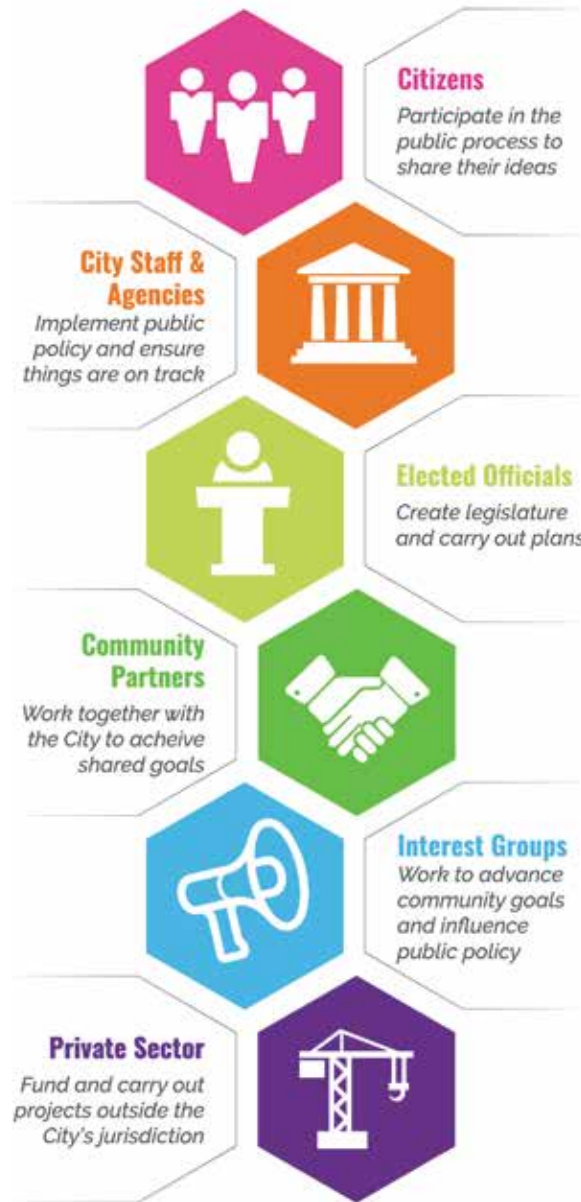 Citizens
Participate in the
public process to
share their ideas
City Staff &
Agencies
Implement public
policy and ensure
things are on track
Elected Officials
Create legislature
and carry out plans
Community
Partners
Work together with
the City to acheive
shared goals
Interest Groups
Work to advance
community goals
and influence
public policy
Private Sector
Fund and carry out
projects outside the
City's jurisdiction